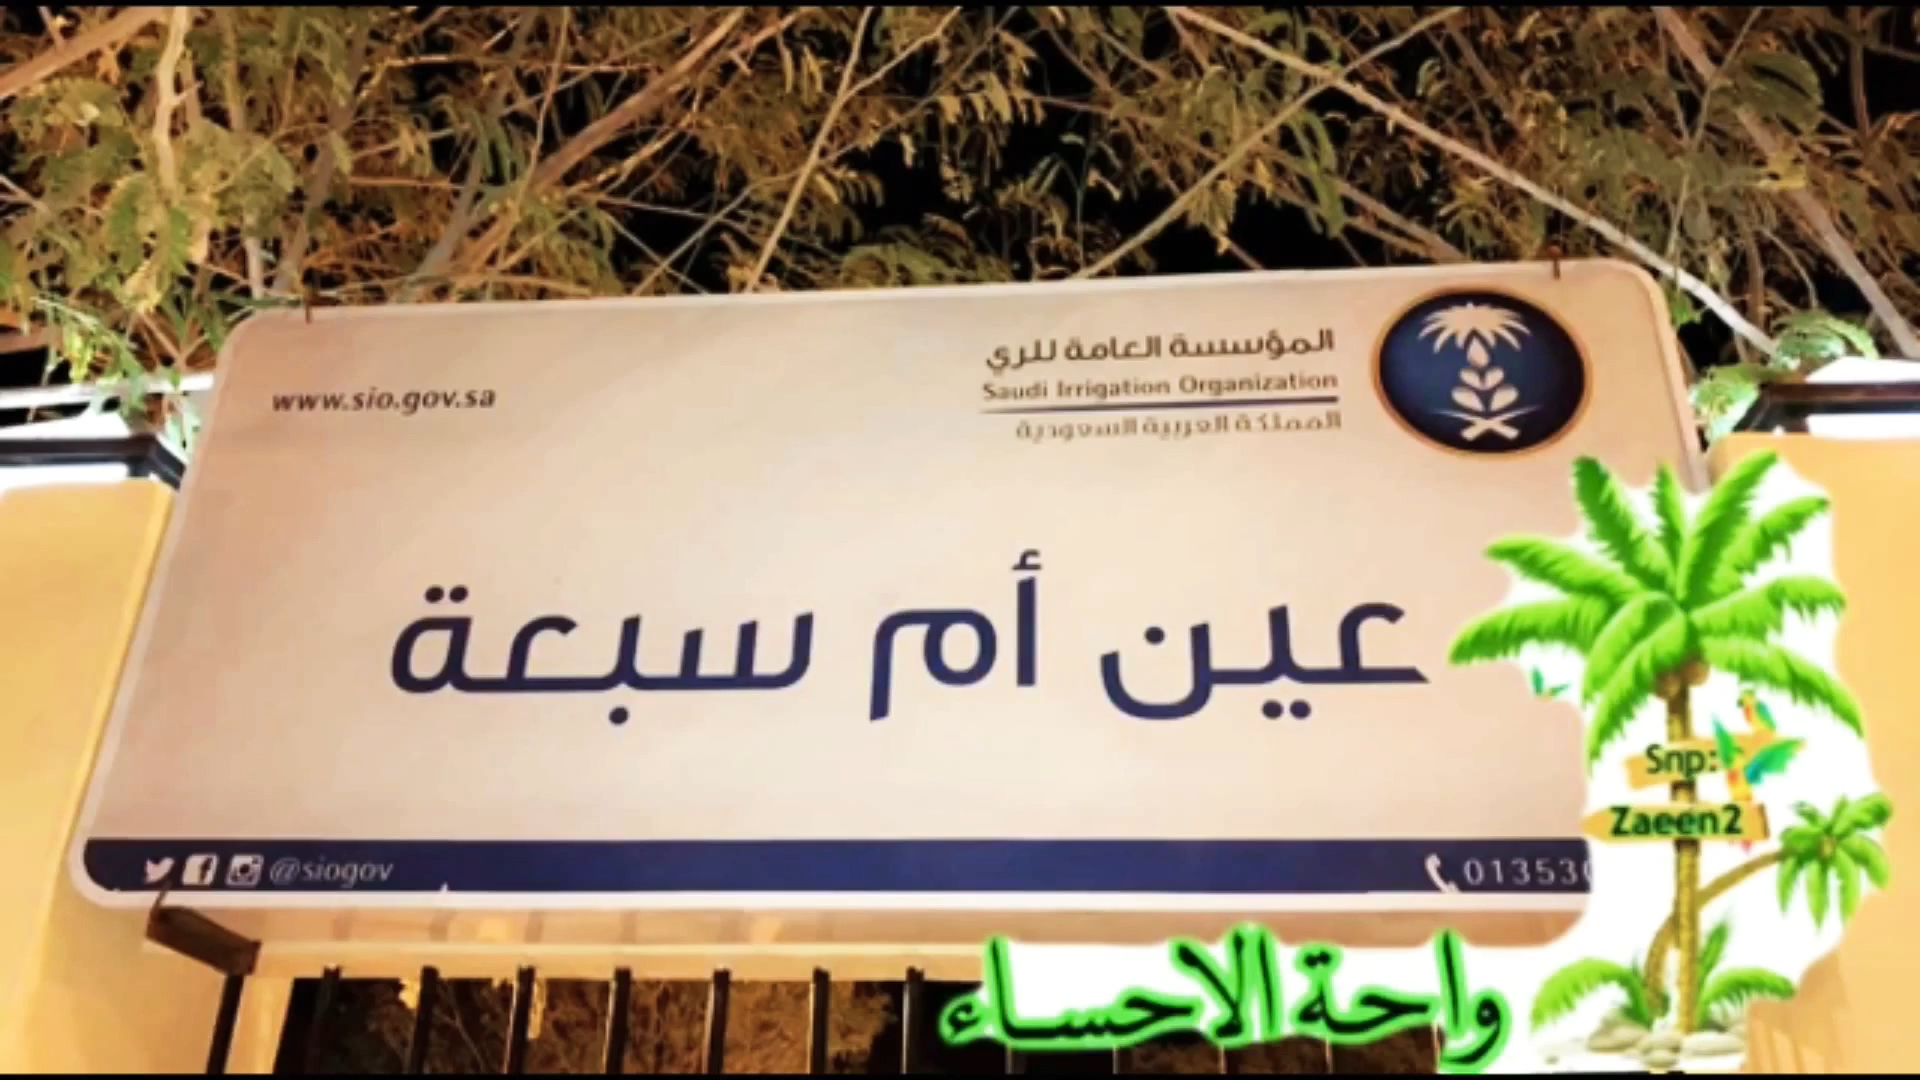 المؤسسة العامة للري
Saudi Irrigation Organization
المملكة العربية السعودية
www.sio.gov.sa
عين أم سبعة
Snp:
Zaeen2
@siogov
01353
واحة الاحساء